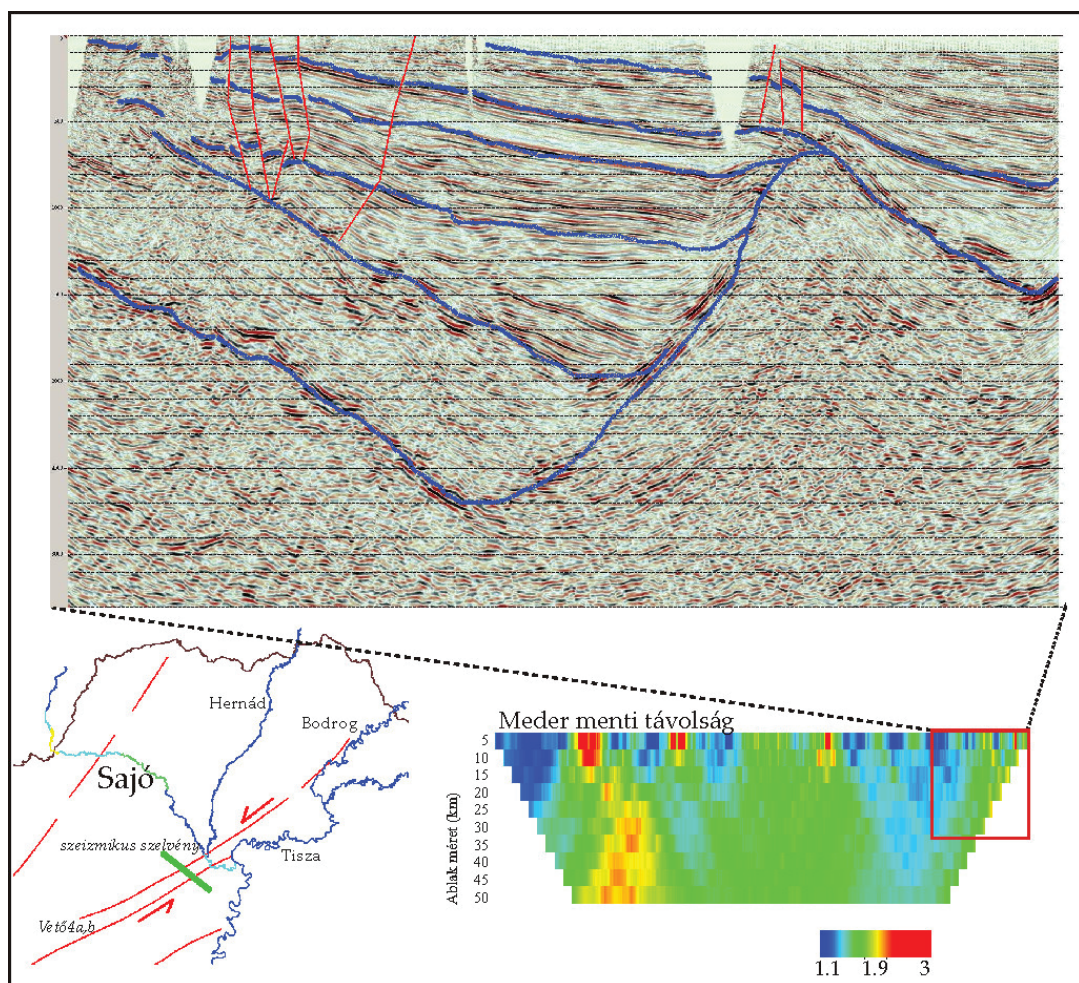 Hernád
Bodrog
Sajó
szeizmikus szelvény
Tisza
Vető4a,b
Meder menti távolság
Ablak méret (km)
5
10
15
20
25
30
35
40
45
50
1.1 1.9 3